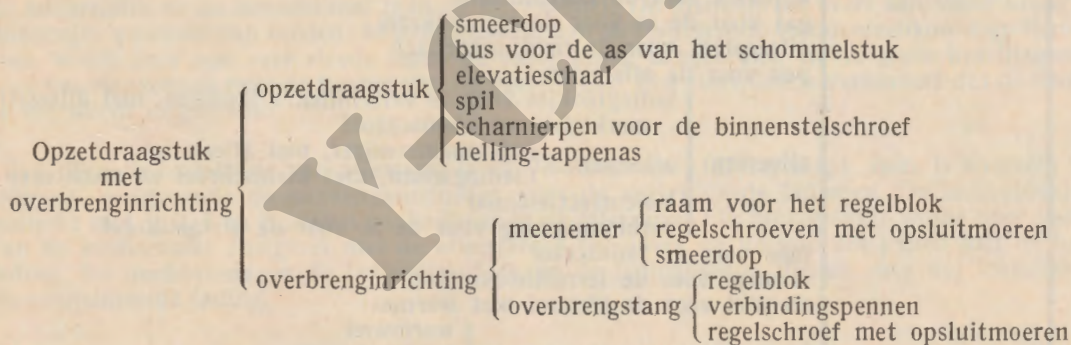 smeerdop
bus voor de as van het schommelstuk
opzetdraagstuk elevatieschaal
spil
scharnierpen voor de binnenstelschroef
helling-tappenas
Opzetdraagstuk
met
overbrenginrichting
raam voor het regelblok
meenemer regelschroeven met opsluitmoeren
smeerdop
overbrenginrichting
regelblok
overbrengstang verbindingspennen
regelschroef met opsluitmoeren